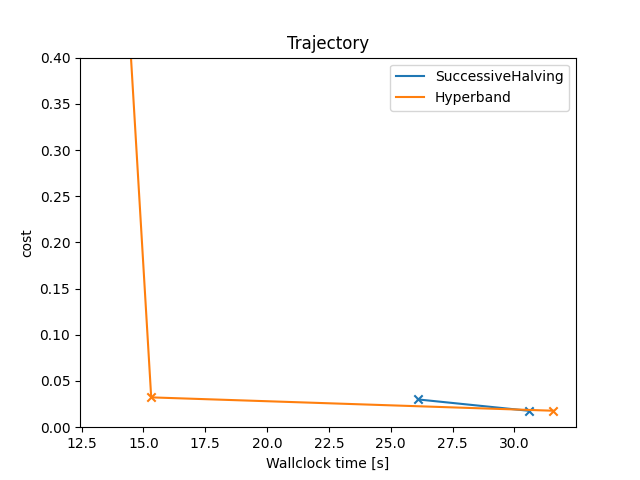 Trajectory
SuccessiveHalving
Hyperband
cost
0.40
0.35
0.30
0.25
0.20
0.15
0.10
0.05
0.00
12.5 15.0 17.5 20.0 22.5 25.0 27.5 30.0
Wallclock time [s]